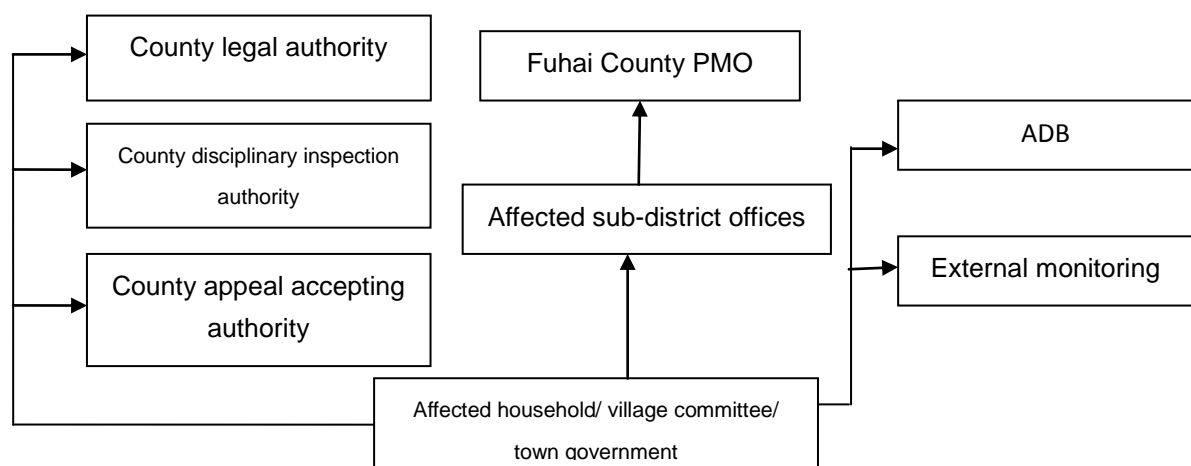 County legal authority
County disciplinary inspection
authority
County appeal accepting
authority
Fuhai County PMO
Affected sub-district offices
ADB
External monitoring
Affected household/ village committee/
town government